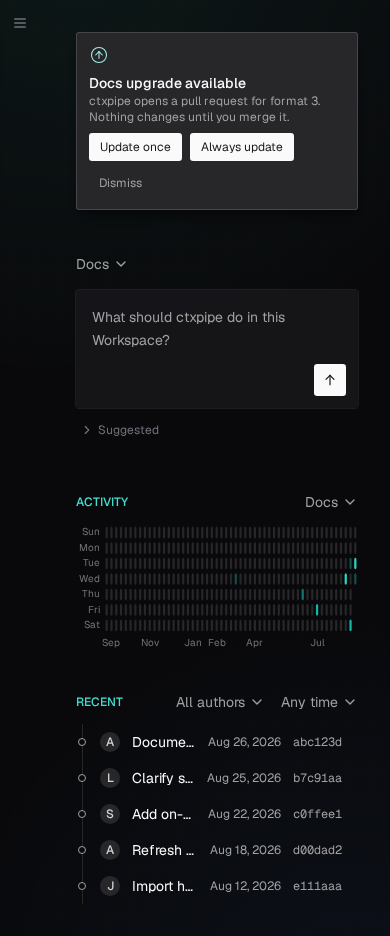 Docs upgrade available
ctxpipe opens a pull request for format 3.
Nothing changes until you merge it.
Update once Always update
Dismiss
Docs
What should ctxpipe do in this
Workspace?
Suggested
ACTIVITY Docs
Sun
Mon
Tue
Wed
Thu
Fri
Sat
Sep Nov Jan Feb Apr Jul
RECENT All authors Any time
A Docume... Aug 26, 2026 abc123d
L Clarify s... Aug 25, 2026 b7c91aa
S Add on-... Aug 22, 2026 c0ffee1
A Refresh ... Aug 18, 2026 d00dad2
J Import h... Aug 12, 2026 e111aaa